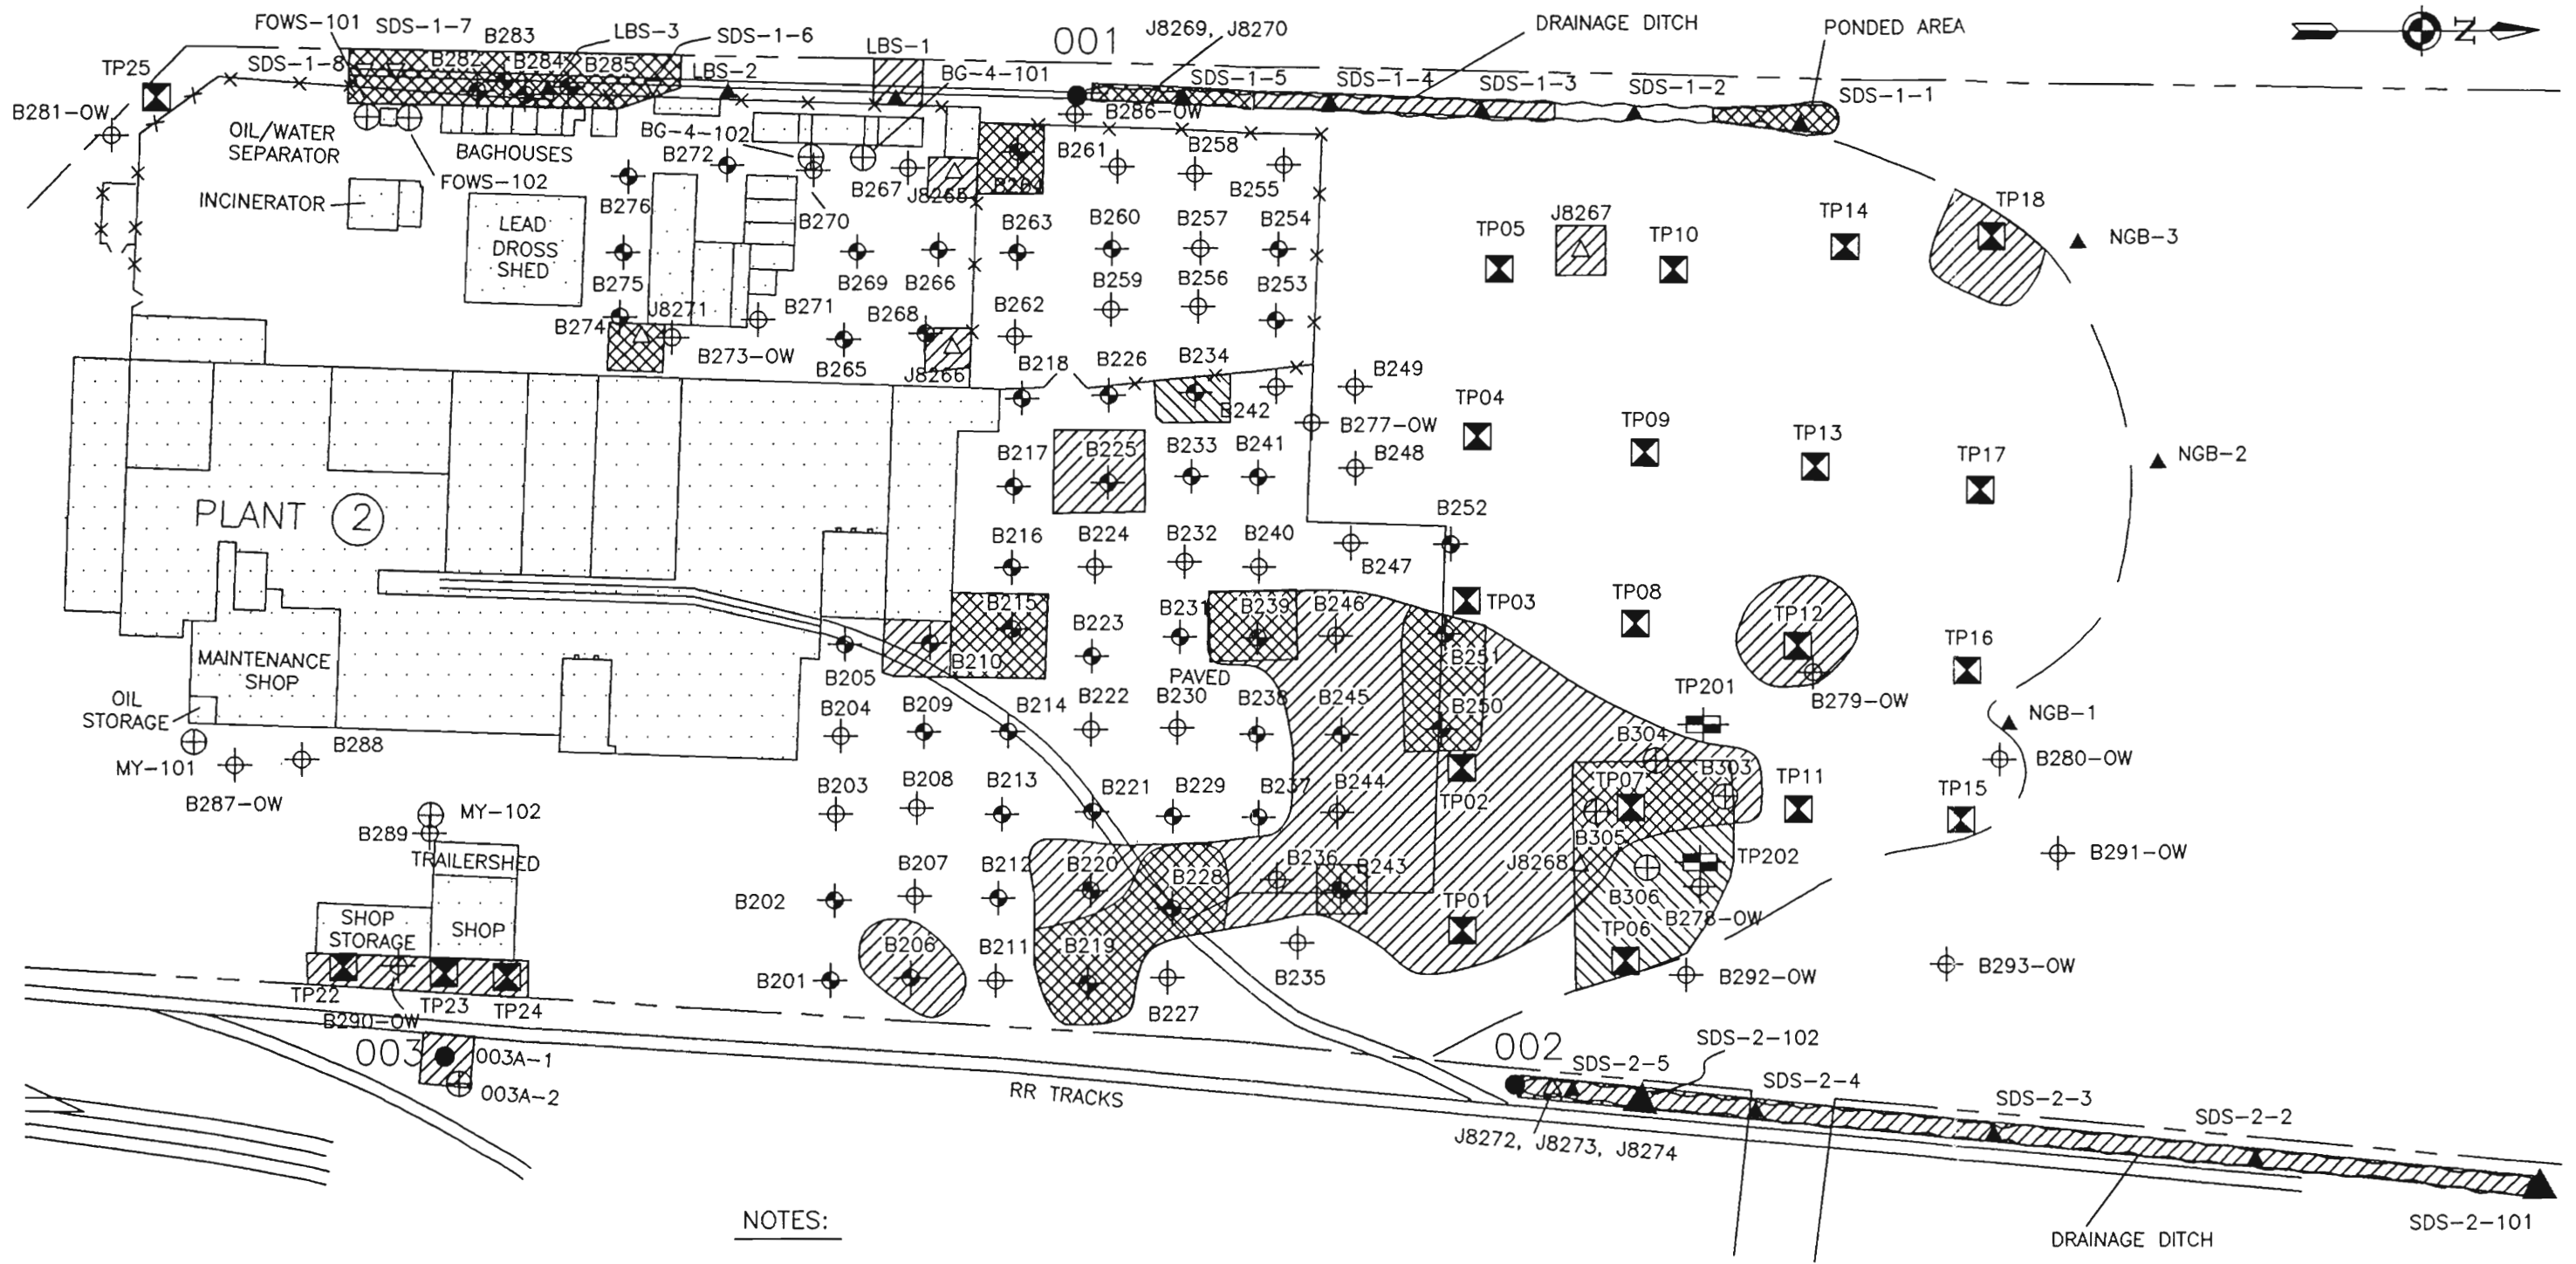 FOWS-101
SDS-1-7
B283
LBS-3
SDS-1-6
LBS-1
001
J8269, J8270
DRAINAGE DITCH
PONDED AREA
N
TP25
SDS-1-8
B282
B284
B285
LBS-2
BG-4-101
SDS-1-5
SDS-1-4
SDS-1-3
SDS-1-2
SDS-1-1
B281-OW
OIL/WATER
SEPARATOR
BAGHOUSES
BG-4-102
B286-OW
B272
B261
B258
FOWS-102
B267
J8265
B264
B255
INCINERATOR
B276
B270
LEAD
DROSS
SHED
B263
B260
B257
B254
TP05
J8267
TP10
TP14
TP18
NGB-3
B275
B269
B266
B259
B256
B253
B274
J8271
B271
B268
B262
B273-OW
B265
J8266
B218
B226
B234
B249
B242
B277-OW
TP04
TP09
TP13
TP17
NGB-2
B217
B225
B233
B241
B248
PLANT 2
B216
B224
B232
B240
B247
B252
B215
B231
B239
B246
TP03
TP08
TP12
TP16
MAINTENANCE
SHOP
B205
B210
B223
PAVED
B251
OIL
STORAGE
B204
B209
B214
B222
B230
B238
B245
B250
TP201
B279-OW
NGB-1
B288
MY-101
B304
B280-OW
B287-OW
B203
B208
B213
B221
B229
B237
B244
TP02
TP07
B303
TP11
TP15
MY-102
B289
TRAILERSHED
B305
B291-OW
B207
B212
B220
B228
B236
B243
J8268
TP202
B202
B306
SHOP
STORAGE
SHOP
B206
B211
B219
TP01
B278-OW
TP06
B201
B227
B235
B292-OW
B293-OW
TP22
TP23
TP24
B290-OW
003
003A-1
003A-2
RR TRACKS
002
SDS-2-5
SDS-2-102
SDS-2-4
SDS-2-3
SDS-2-2
J8272, J8273, J8274
SDS-2-101
DRAINAGE DITCH
NOTES: